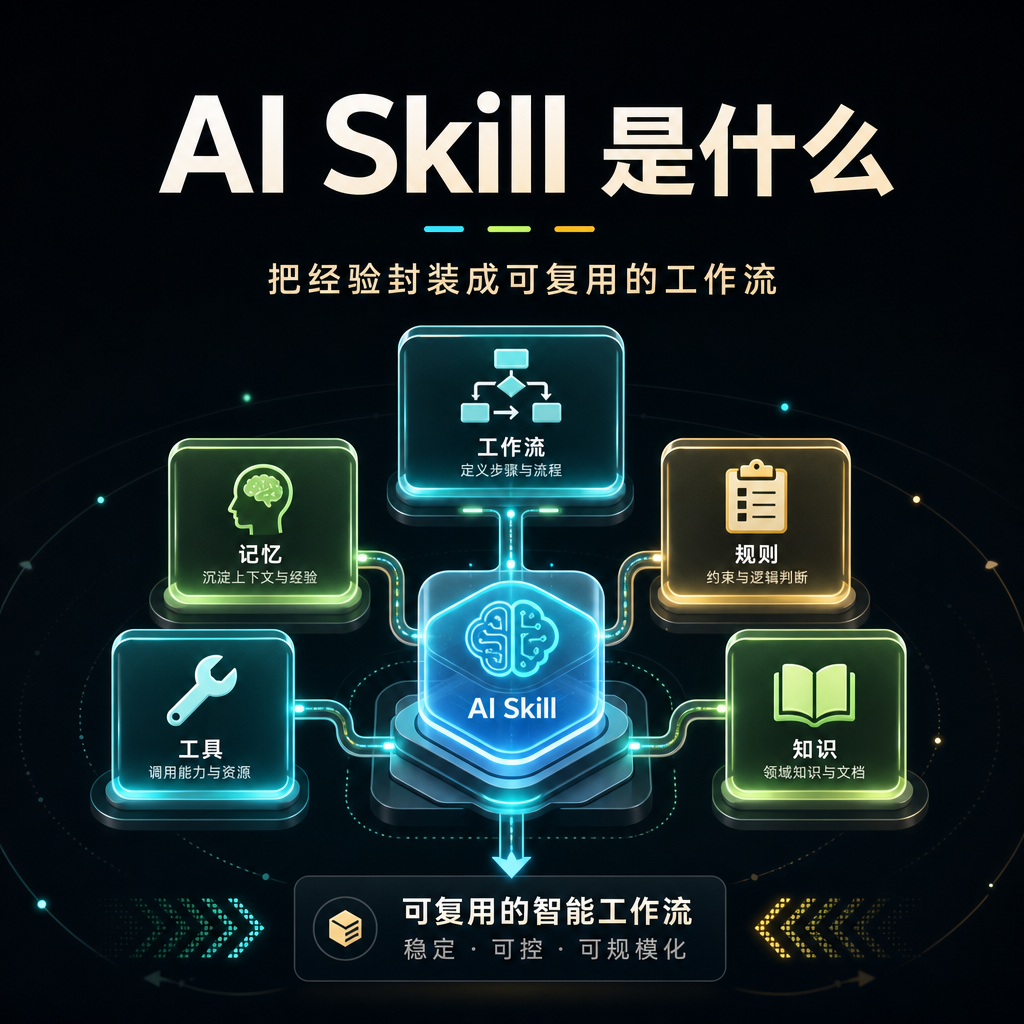 AI Skill 是什么
把经验封装成可复用的工作流
工作流
定义步骤与流程
记忆
沉淀上下文与经验
规则
约束与逻辑判断
AI Skill
工具
调用能力与资源
知识
领域知识与文档
可复用的智能工作流
稳定 · 可控 · 可规模化